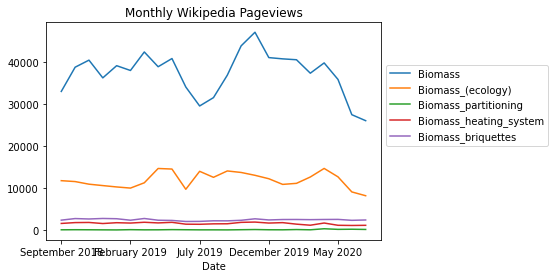 Monthly Wikipedia Pageviews
40000
30000
20000
10000
0
September 2018 February 2019 July 2019 December 2019 May 2020
Date
Biomass
Biomass_(ecology)
Biomass_partitioning
Biomass_heating_system
Biomass_briquettes